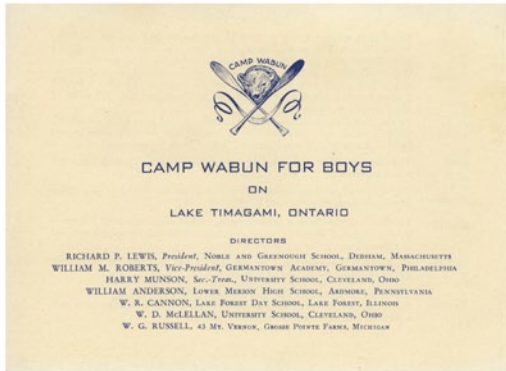 CAMP WABUN
CAMP WABUN FOR BOYS
ON
LAKE TIMAGAMI, ONTARIO
DIRECTORS
RICHARD P. LEWIS, President, NOBLE AND GREENOUGH SCHOOL, DEDHAM, MASSACHUSETTS
WILLIAM M. ROBERTS, Vice-President, GERMANTOWN ACADEMY, GERMANTOWN, PHILADELPHIA
HARRY MUNSON, Sec.-Treas., UNIVERSITY SCHOOL, CLEVELAND, OHIO
WILLIAM ANDERSON, LOWER MERION HIGH SCHOOL, ARDMORE, PENNSYLVANIA
W. R. CANNON, LAKE FOREST DAY SCHOOL, LAKE FOREST, ILLINOIS
W. D. McLELLAN, UNIVERSITY SCHOOL, CLEVELAND, OHIO
W. G. RUSSELL, 43 MT. VERNON, GROSSE POINTE FARMS, MICHIGAN